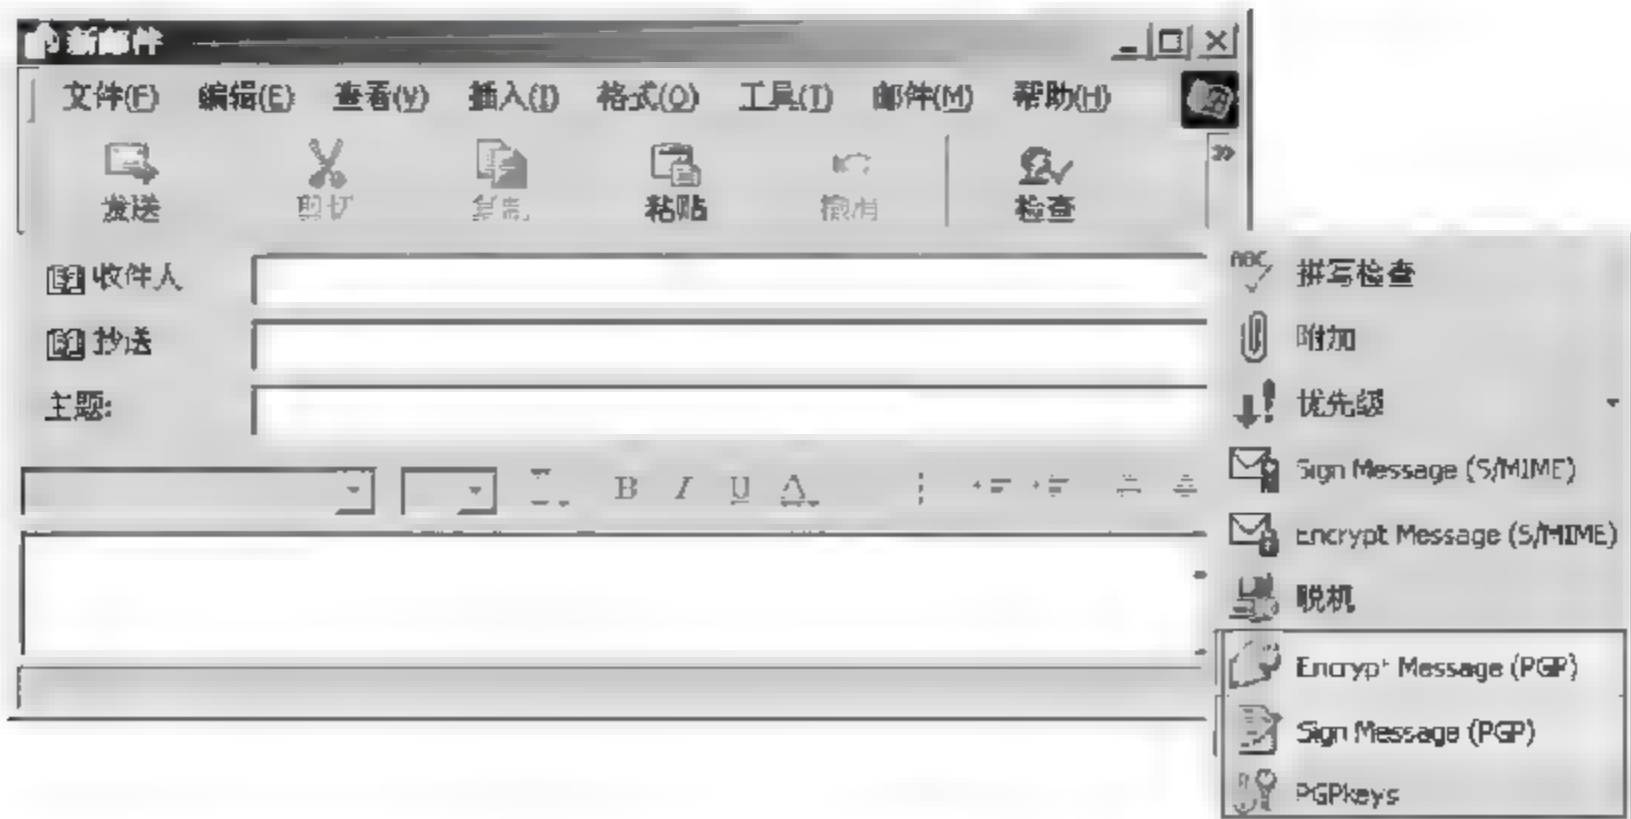 新邮件
文件(F) 编辑(E) 查看(V) 插入(I) 格式(O) 工具(T) 邮件(M) 帮助(H)
发送 剪切 复制 粘贴 撤消 检查
收件人
抄送
主题:
B I U A
拼写检查
附加
优先级
Sign Message (S/MIME)
Encrypt Message (S/MIME)
脱机
Encrypt Message (PGP)
Sign Message (PGP)
PGPkeys